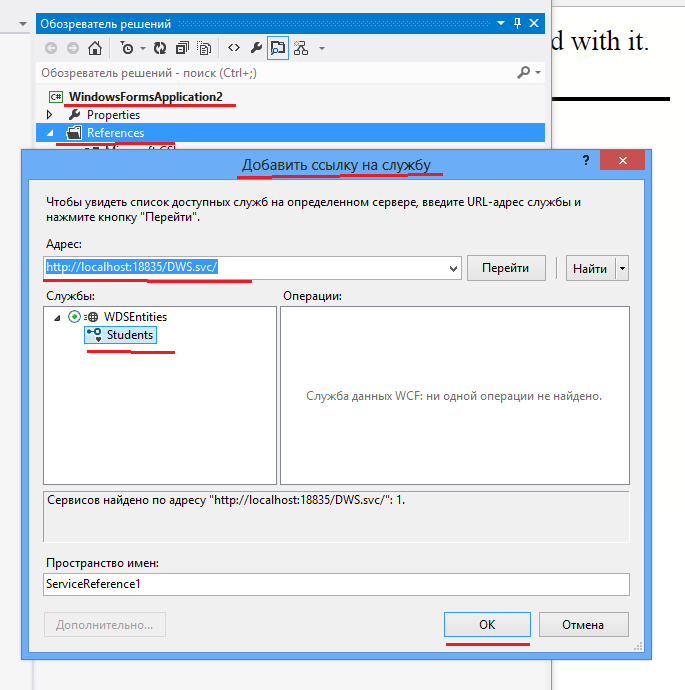 Обозреватель решений
d with it.
Обозреватель решений - поиск (Ctrl+;)
C# WindowsFormsApplication2
Properties
References
Добавить ссылку на службу
Чтобы увидеть список доступных служб на определенном сервере, введите URL-адрес службы и
нажмите кнопку "Перейти".
Адрес:
http://localhost:18835/DWS.svc/
Перейти
Найти
Службы:
Операции:
WDSEntities
Students
Служба данных WCF: ни одной операции не найдено.
Сервисов найдено по адресу "http://localhost:18835/DWS.svc/": 1.
Пространство имен:
ServiceReference1
Дополнительно...
ОК
Отмена